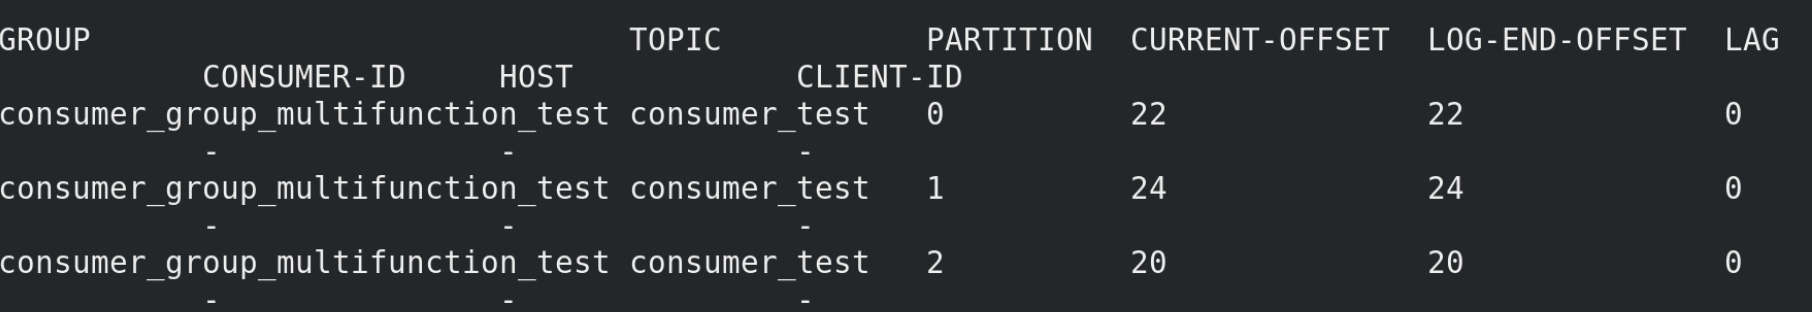 GROUP TOPIC PARTITION CURRENT-OFFSET LOG-END-OFFSET LAG
CONSUMER-ID HOST CLIENT-ID
consumer_group_multifunction_test consumer_test 0 22 22 0
- - -
consumer_group_multifunction_test consumer_test 1 24 24 0
- - -
consumer_group_multifunction_test consumer_test 2 20 20 0
- - -